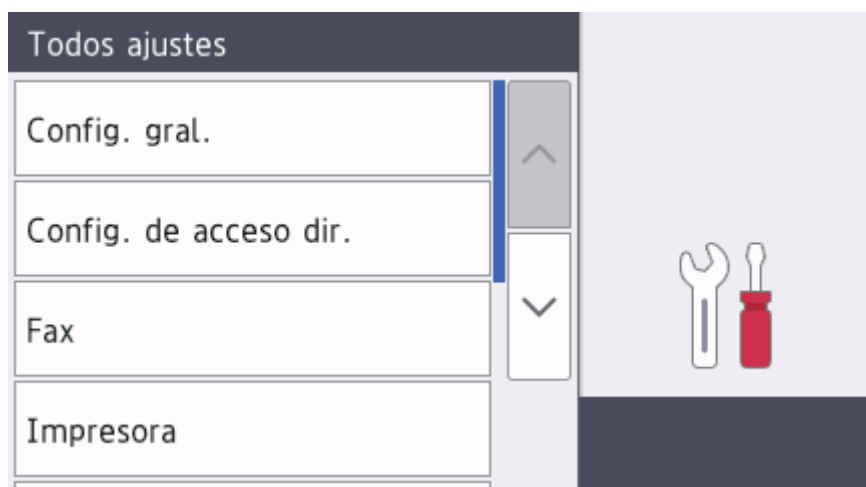 Todos ajustes
Config. gral.
Config. de acceso dir.
Fax
Impresora